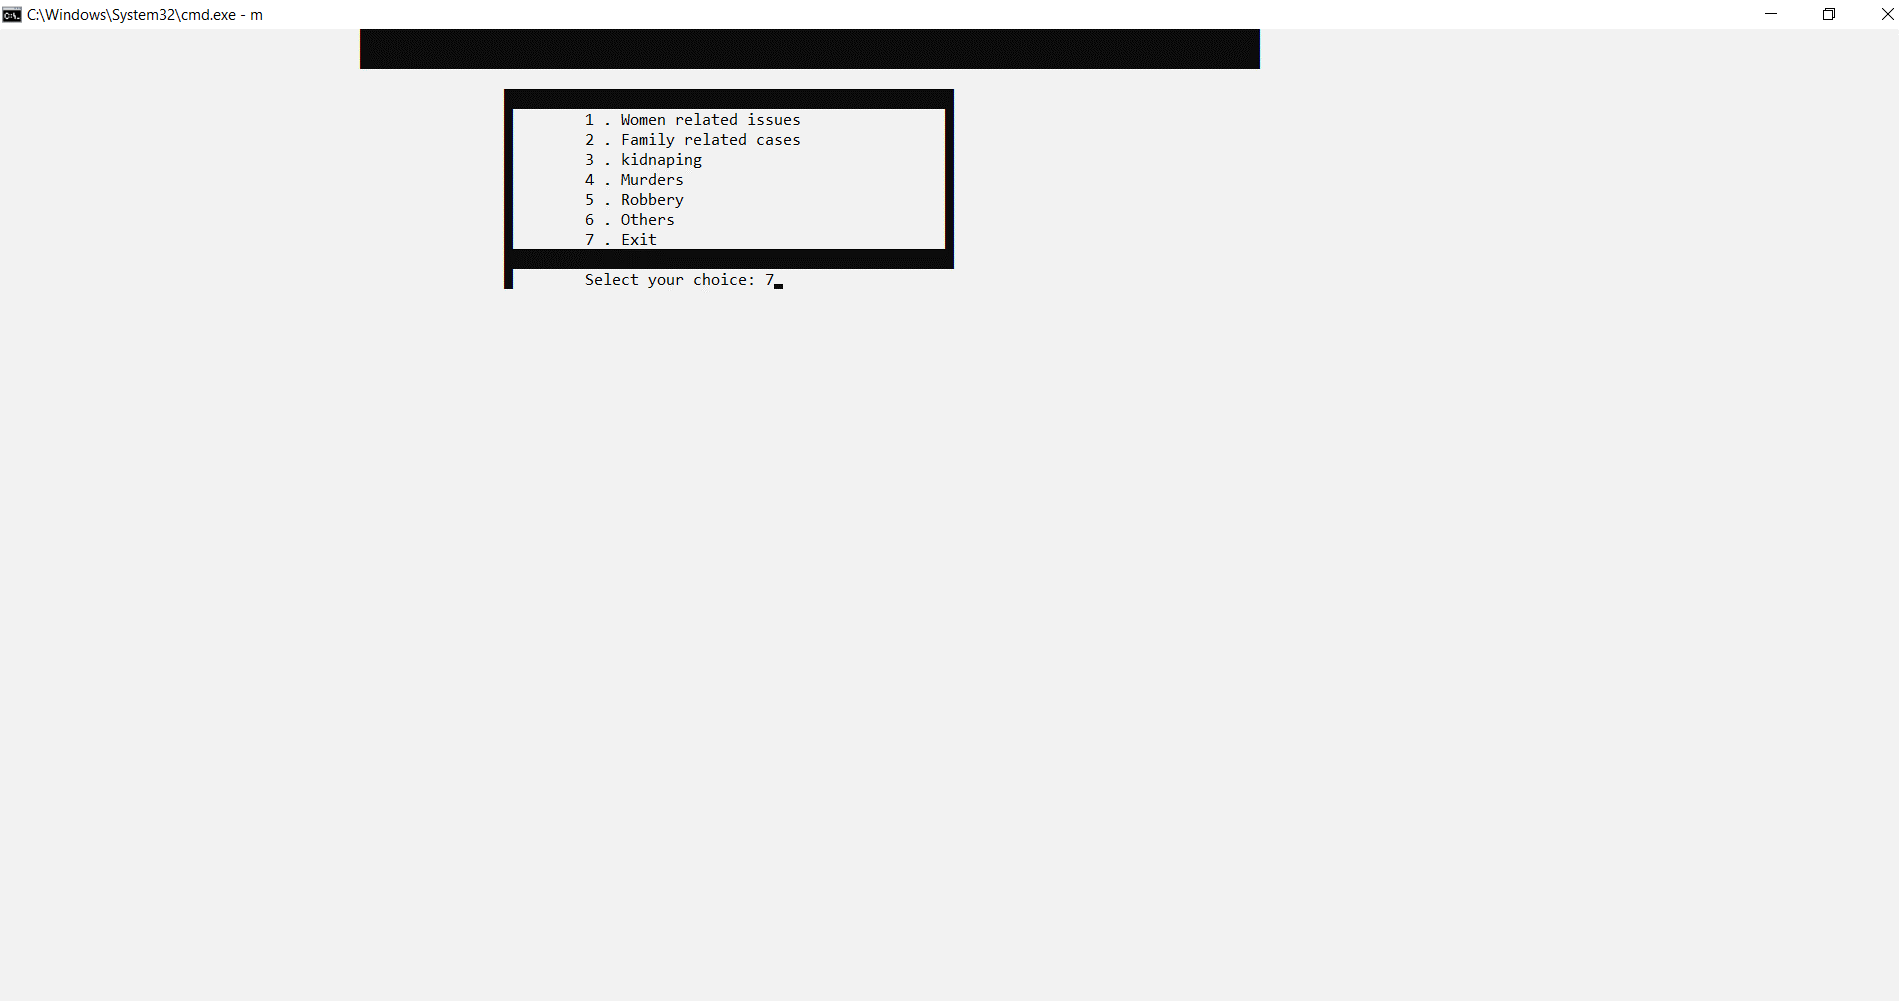 C:\Windows\System32\cmd.exe - m
1 . Women related issues
2 . Family related cases
3 . kidnaping
4 . Murders
5 . Robbery
6 . Others
7 . Exit
Select your choice: 7